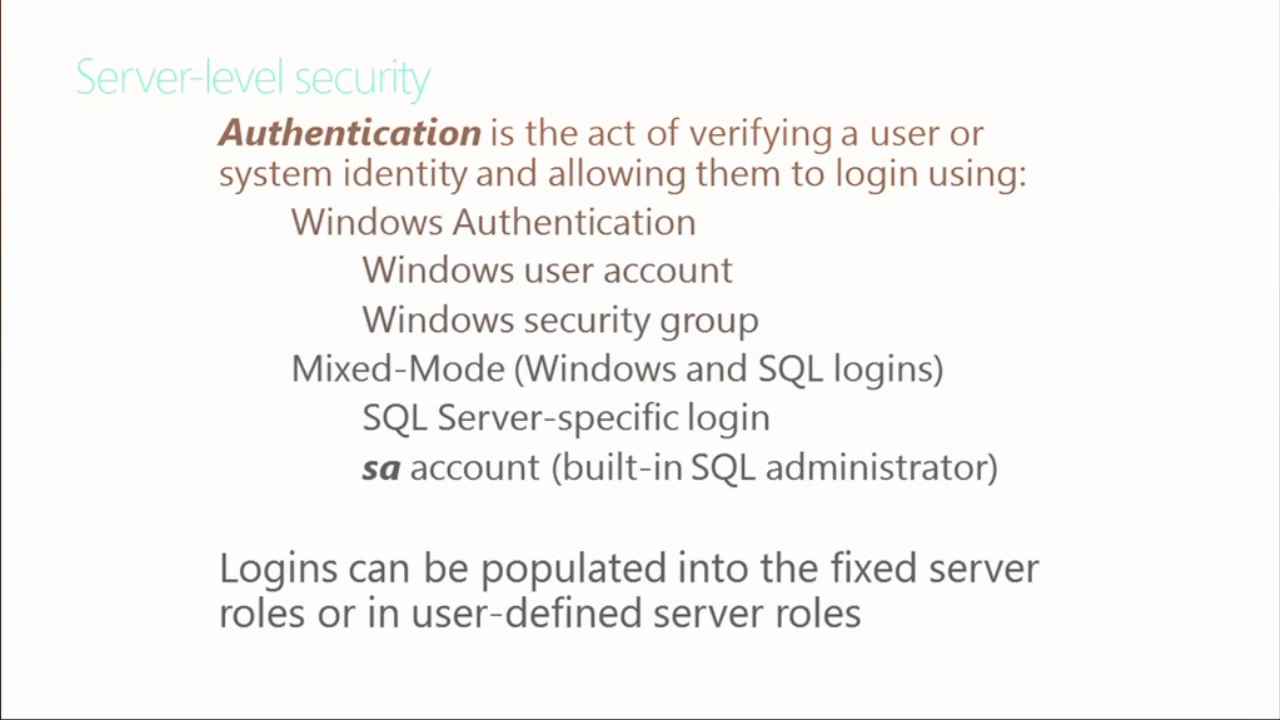 Server-level security
Authentication is the act of verifying a user or
system identity and allowing them to login using:
Windows Authentication
Windows user account
Windows security group
Mixed-Mode (Windows and SQL logins)
SQL Server-specific login
sa account (built-in SQL administrator)
Logins can be populated into the fixed server
roles or in user-defined server roles